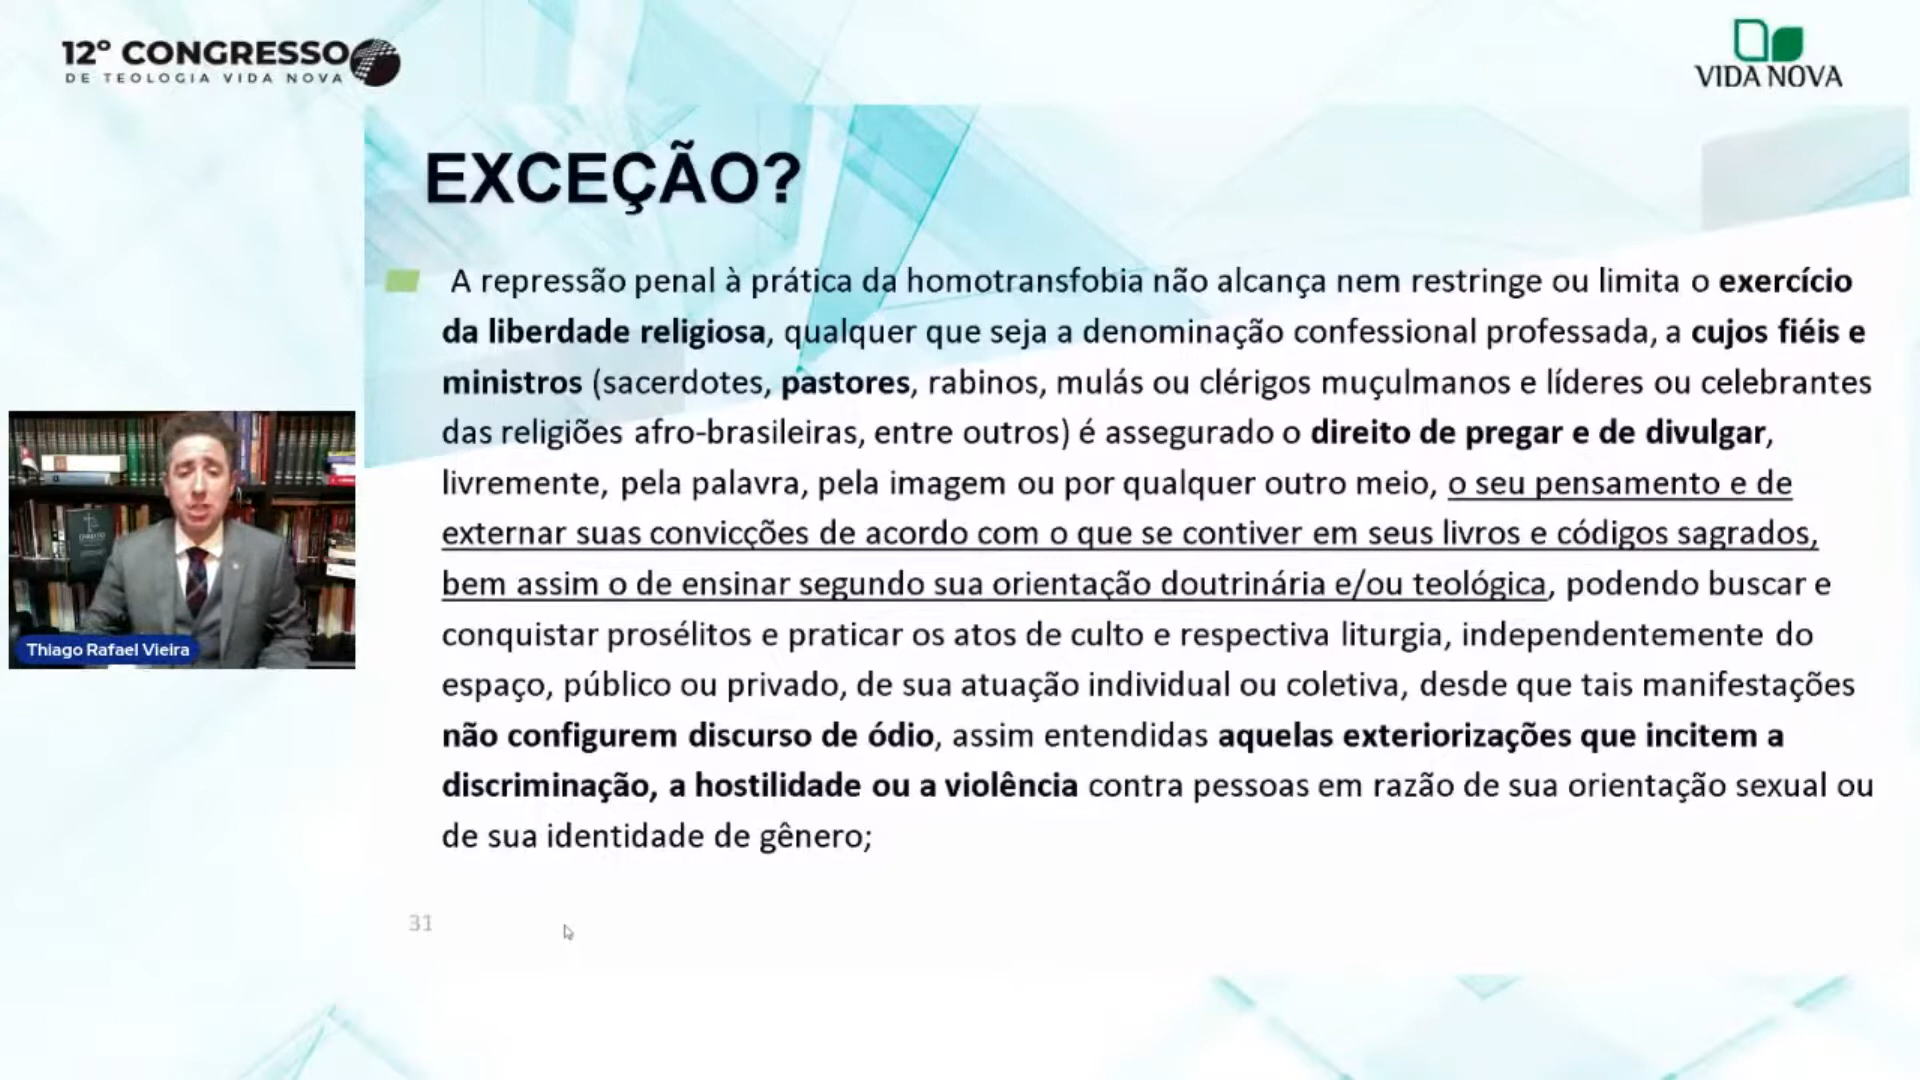 12º CONGRESSO
DE TEOLOGIA VIDA NOVA
VIDA NOVA
EXCEÇÃO?
A repressão penal à prática da homotransfobia não alcança nem restringe ou limita o exercício
da liberdade religiosa, qualquer que seja a denominação confessional professada, a cujos fiéis e
ministros (sacerdotes, pastores, rabinos, mulás ou clérigos muçulmanos e líderes ou celebrantes
das religiões afro-brasileiras, entre outros) é assegurado o direito de pregar e de divulgar,
livremente, pela palavra, pela imagem ou por qualquer outro meio, o seu pensamento e de
externar suas convicções de acordo com o que se contiver em seus livros e códigos sagrados,
bem assim o de ensinar segundo sua orientação doutrinária e/ou teológica, podendo buscar e
conquistar prosélitos e praticar os atos de culto e respectiva liturgia, independentemente do
espaço, público ou privado, de sua atuação individual ou coletiva, desde que tais manifestações
não configurem discurso de ódio, assim entendidas aquelas exteriorizações que incitem a
discriminação, a hostilidade ou a violência contra pessoas em razão de sua orientação sexual ou
de sua identidade de gênero;
Thiago Rafael Vieira
31